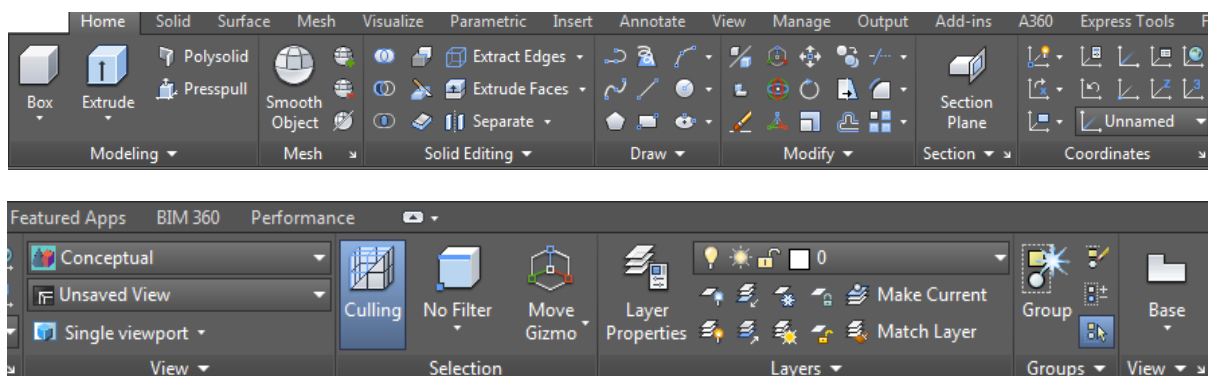 Home Solid Surface Mesh Visualize Parametric Insert Annotate View Manage Output Add-ins A360 Express Tools F
Polysolid Extract Edges
Presspull Extrude Faces
Box Extrude Smooth Object Separate Section Plane Unnamed
Modeling Mesh Solid Editing Draw Modify Section Coordinates
Featured Apps BIM 360 Performance
Conceptual 0
Unsaved View Make Current
Culling No Filter Move Gizmo Layer Properties Group Base
Single viewport Match Layer
View Selection Layers Groups View